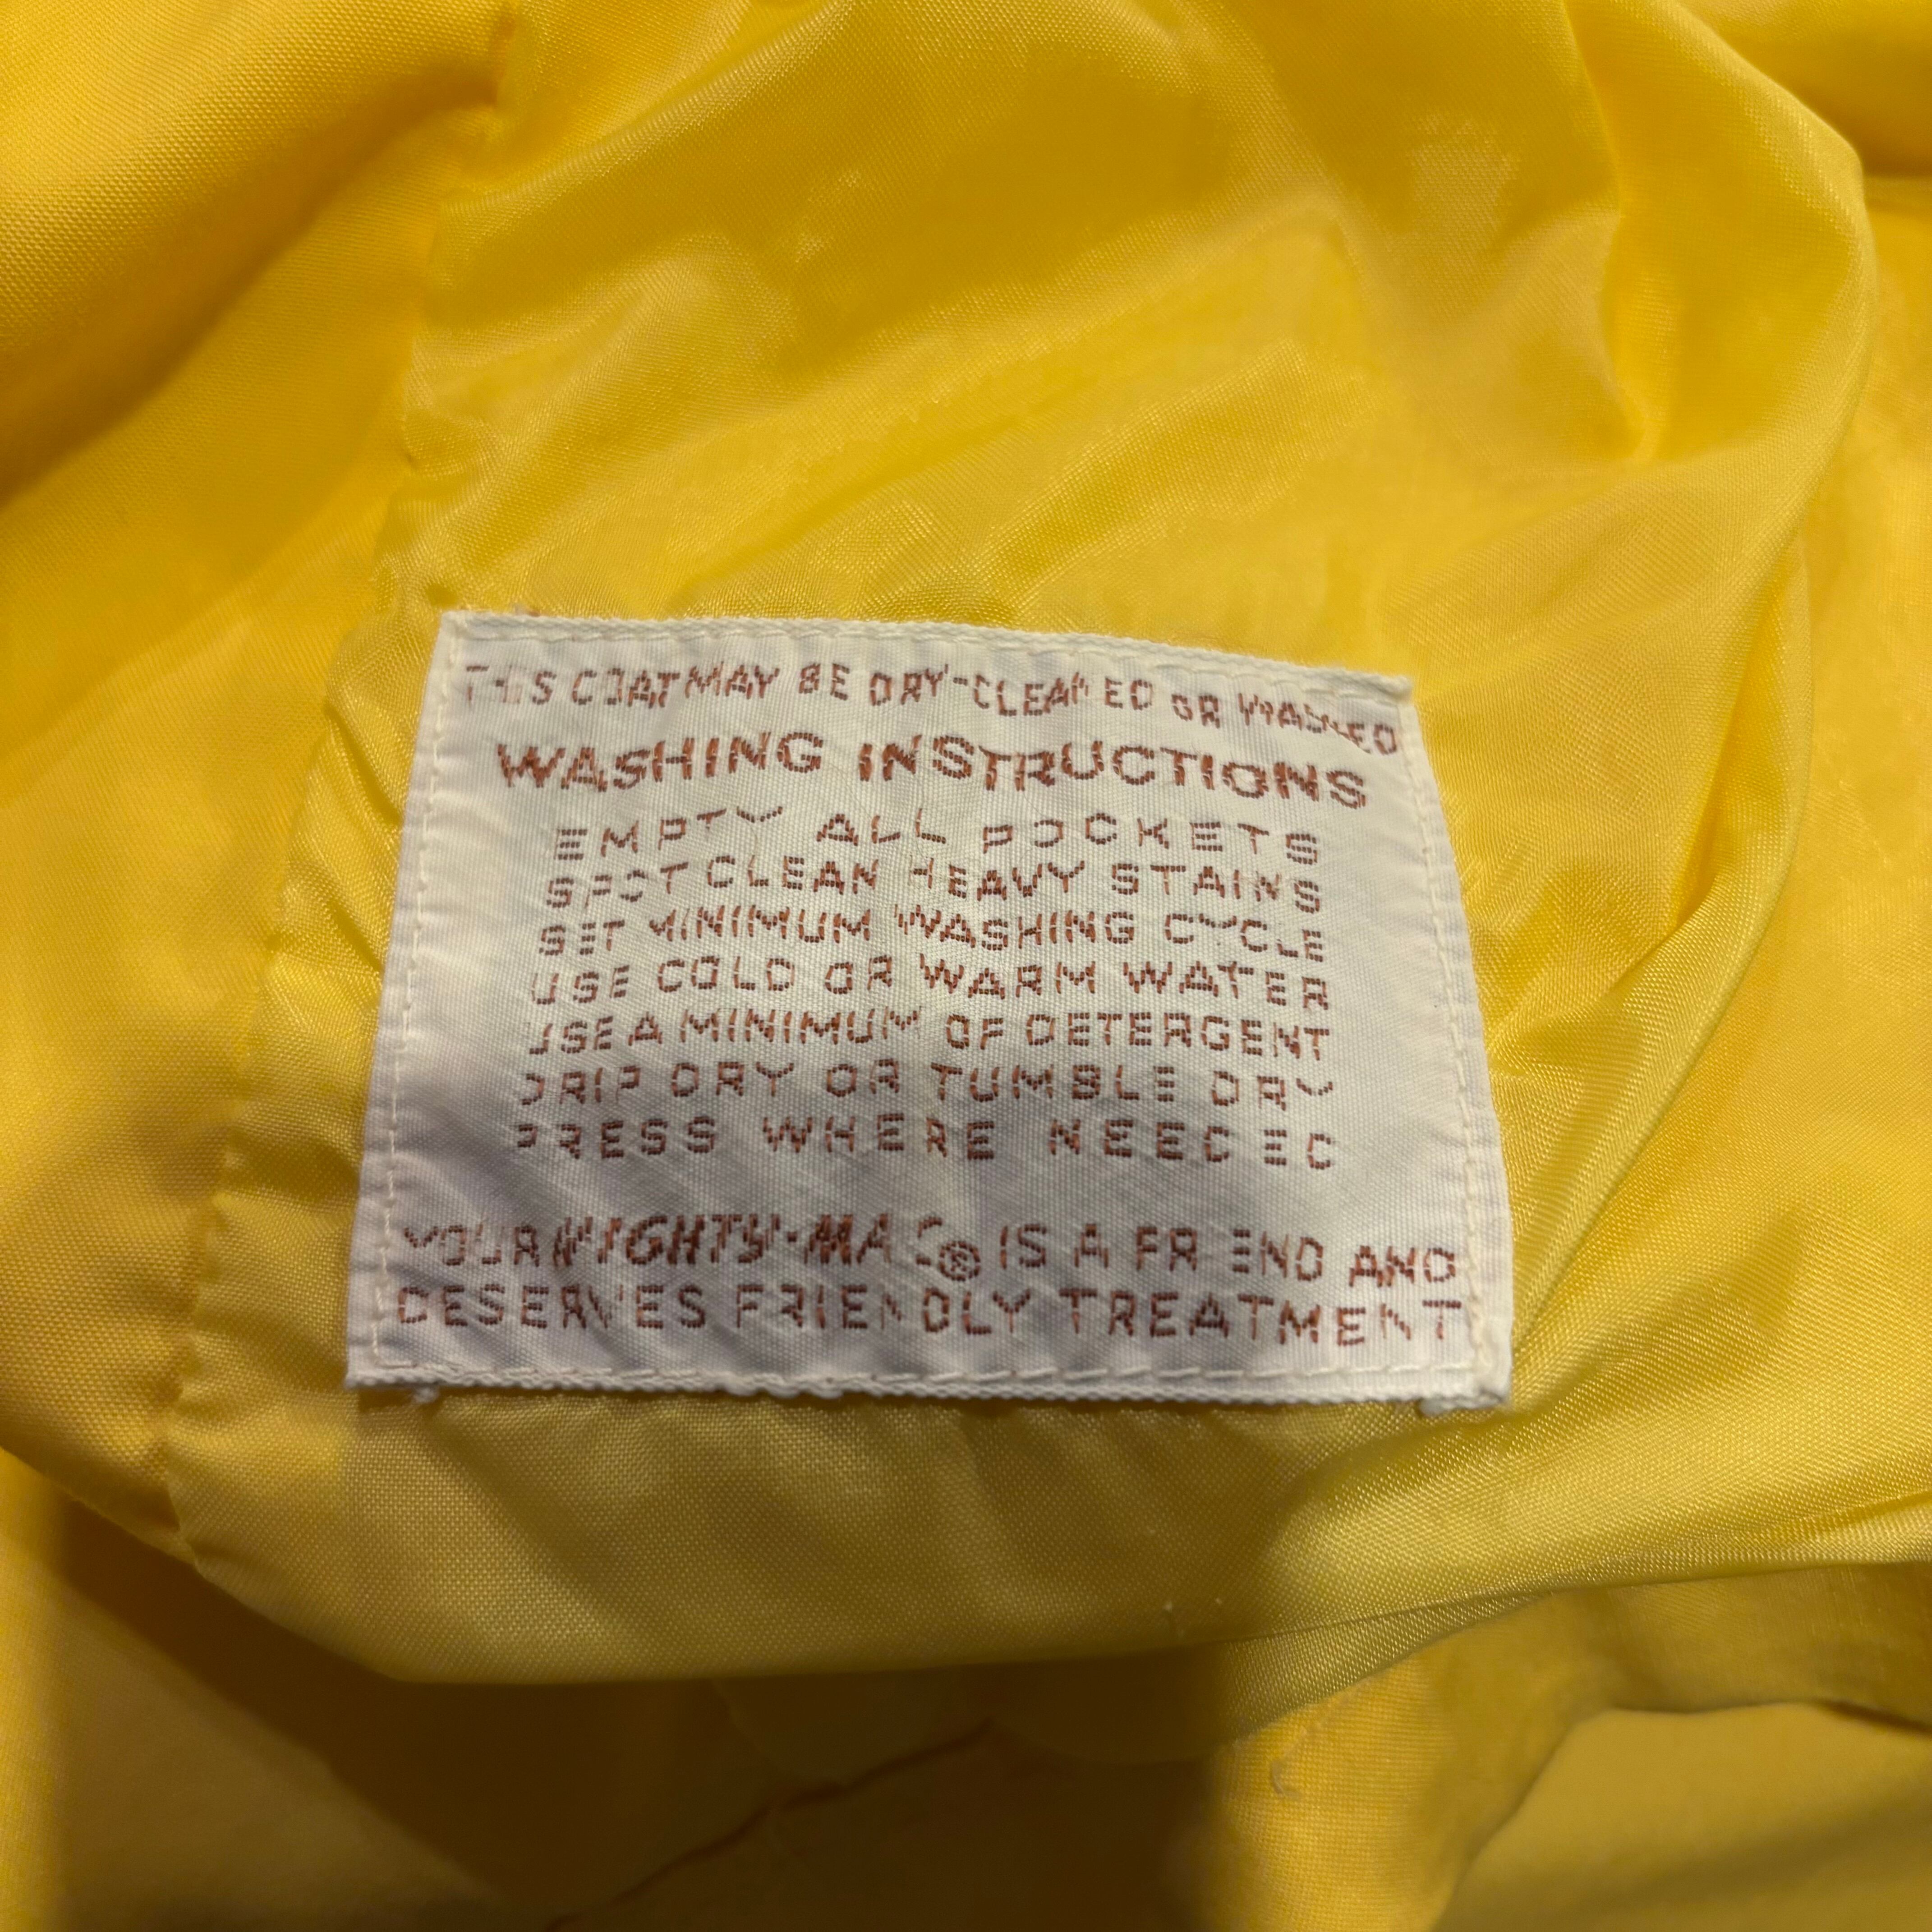 THIS COAT MAY BE DRY-CLEANED OR WASHED
WASHING INSTRUCTIONS
EMPTY ALL POCKETS
SPOT CLEAN HEAVY STAINS
SET MINIMUM WASHING CYCLE
USE COLD OR WARM WATER
USE A MINIMUM OF DETERGENT
DRIP DRY OR TUMBLE DRY
PRESS WHERE NEEDED
YOUR MIGHTY-MAC® IS A FRIEND AND
DESERVES FRIENDLY TREATMENT